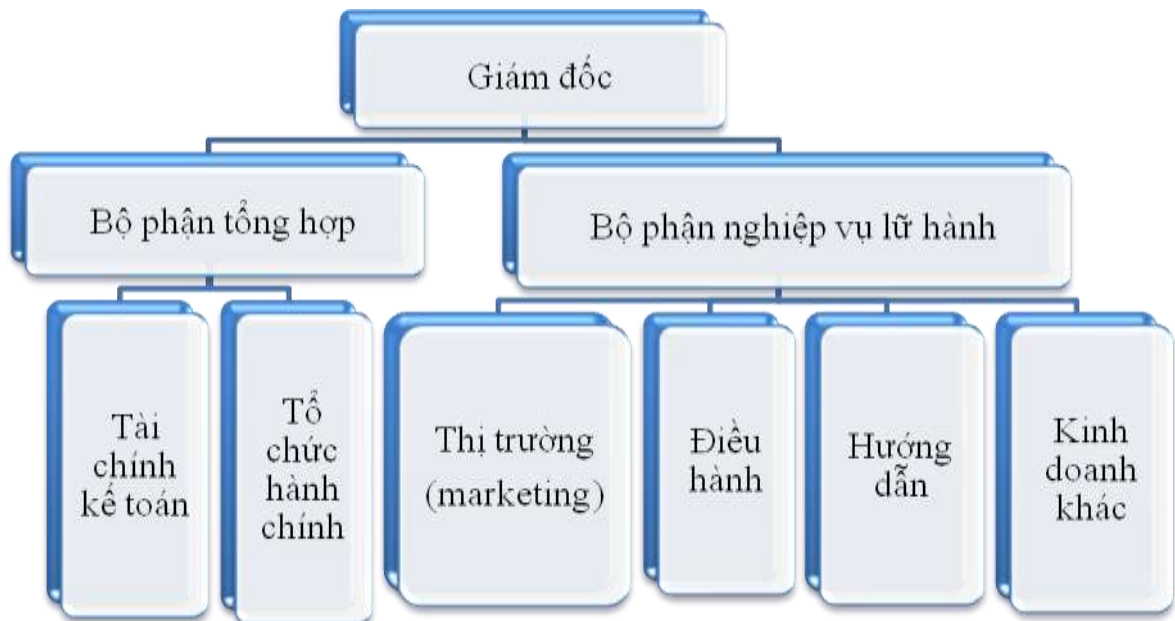 Giám đốc
Bộ phận tổng hợp
Bộ phận nghiệp vụ lữ hành
Tài
chính
kế toán
Tổ
chức
hành
chính
Thị trường
(marketing)
Điều
hành
Hướng
dẫn
Kinh
doanh
khác